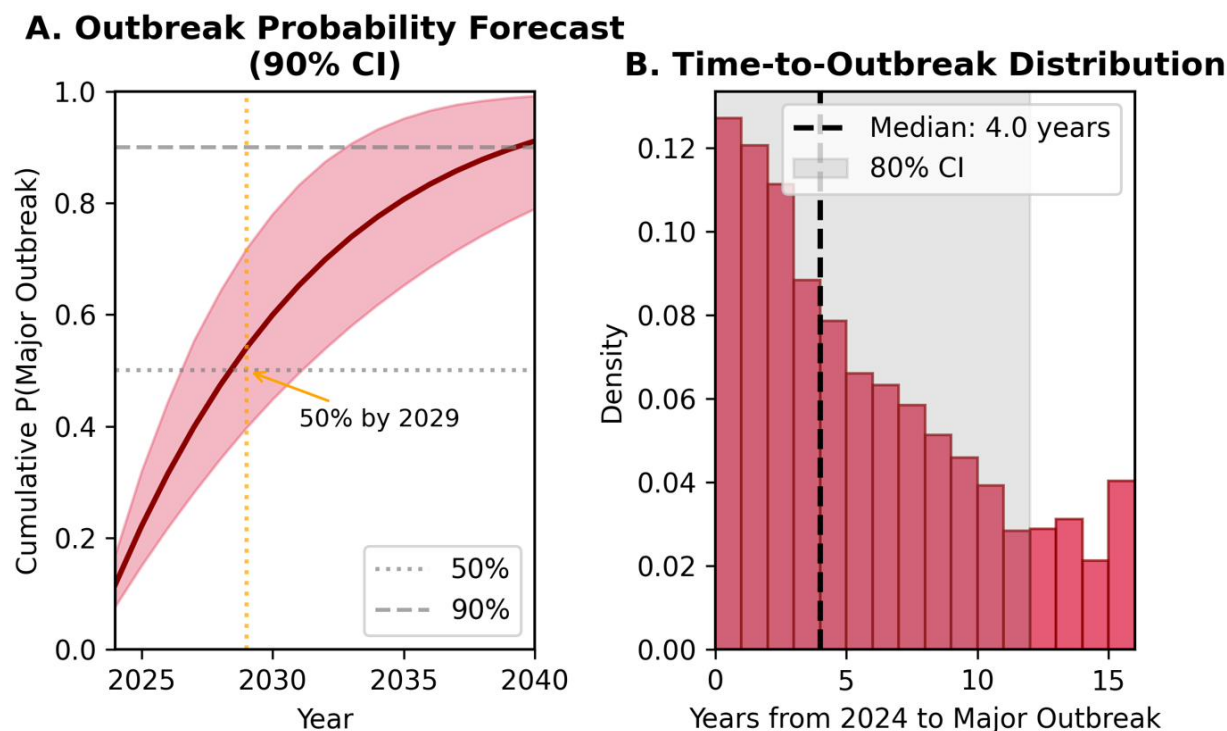 A. Outbreak Probability Forecast
(90% CI)
Cumulative P(Major Outbreak)
1.0
0.8
0.6
0.4
0.2
0.0
50% by 2029
50%
90%
2025 2030 2035 2040
Year
B. Time-to-Outbreak Distribution
Density
0.12
0.10
0.08
0.06
0.04
0.02
0.00
Median: 4.0 years
80% CI
0 5 10 15
Years from 2024 to Major Outbreak